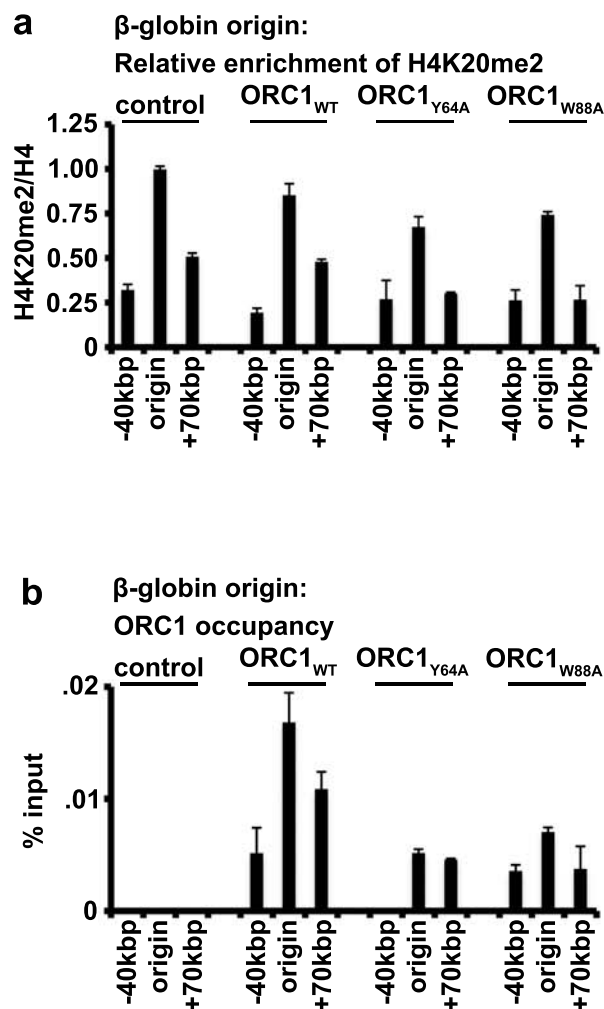 a
β-globin origin:
Relative enrichment of H4K20me2
control ORC1WT ORC1Y64A ORC1W88A
H4K20me2/H4
1.25
1.00
0.75
0.50
0.25
0
-40kbp origin +70kbp -40kbp origin +70kbp -40kbp origin +70kbp -40kbp origin +70kbp
b
β-globin origin:
ORC1 occupancy
control ORC1WT ORC1Y64A ORC1W88A
% input
.02
.01
0
-40kbp origin +70kbp -40kbp origin +70kbp -40kbp origin +70kbp -40kbp origin +70kbp